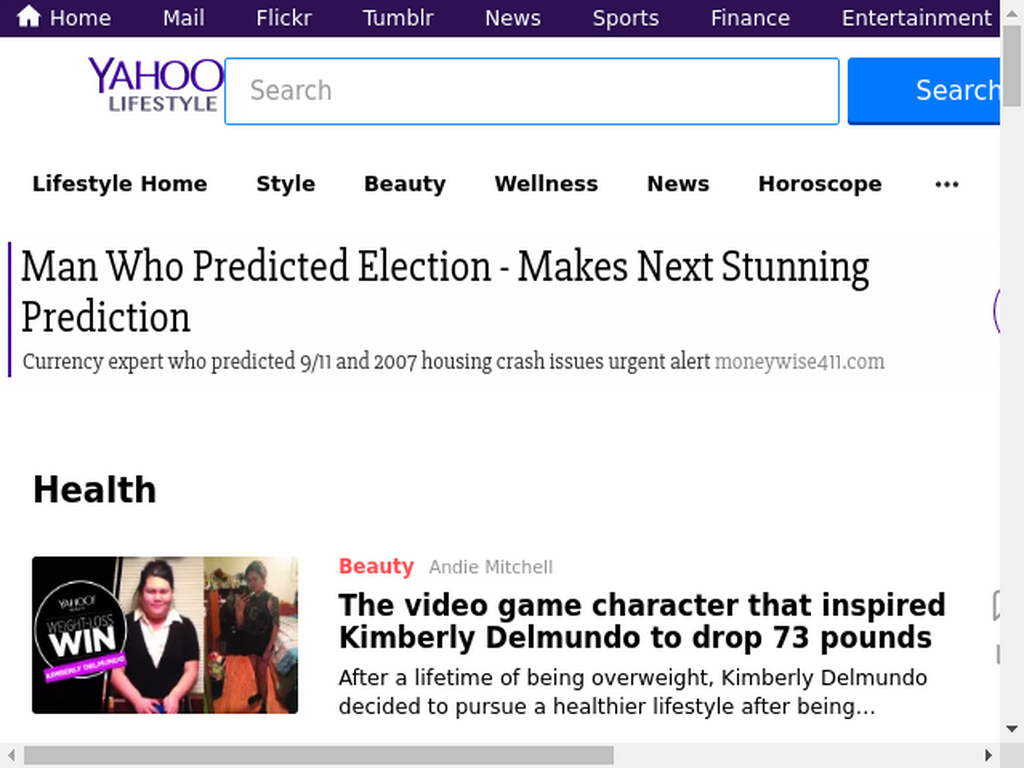 Home Mail Flickr Tumblr News Sports Finance Entertainment
YAHOO
LIFESTYLE
Search Search
Lifestyle Home Style Beauty Wellness News Horoscope
Man Who Predicted Election - Makes Next Stunning
Prediction
Currency expert who predicted 9/11 and 2007 housing crash issues urgent alert moneywise411.com
Health
YAHOO!
WEIGHT-LOSS
WIN
KIMBERLY DELMUNDO
Beauty Andie Mitchell
The video game character that inspired
Kimberly Delmundo to drop 73 pounds
After a lifetime of being overweight, Kimberly Delmundo
decided to pursue a healthier lifestyle after being...